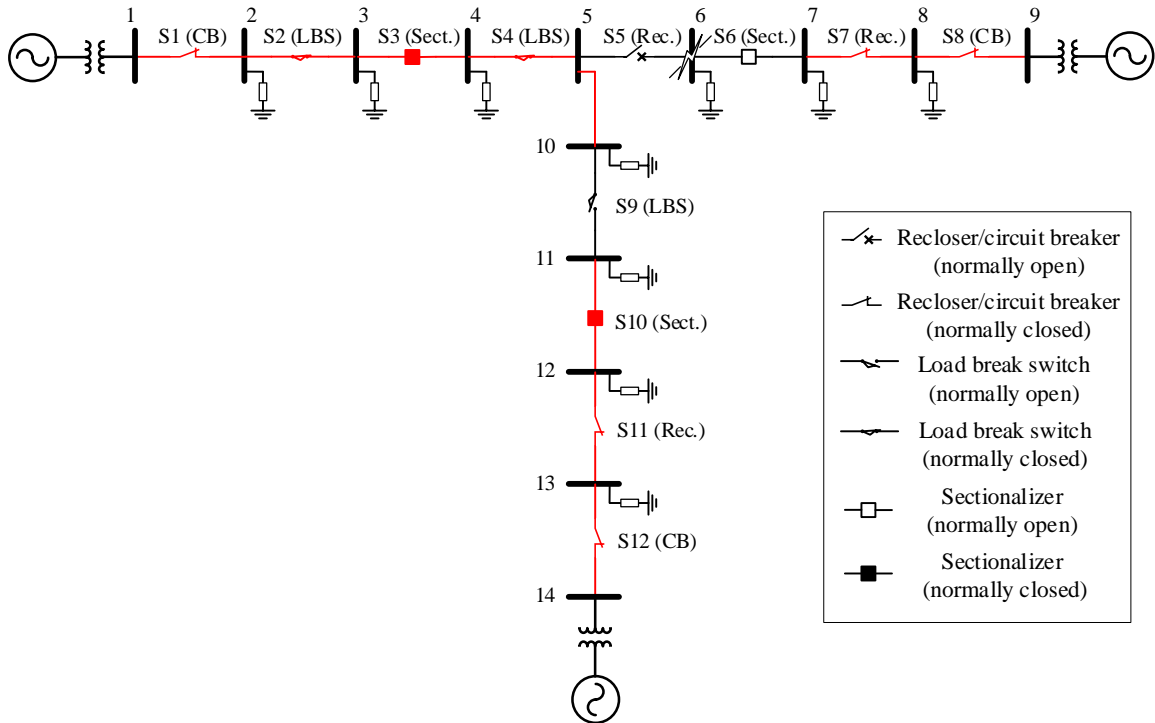 1 2 3 4 5 6 7 8 9
S1 (CB) S2 (LBS) S3 (Sect.) S4 (LBS) S5 (Rec.) S6 (Sect.) S7 (Rec.) S8 (CB)
10
S9 (LBS)
11
S10 (Sect.)
12
S11 (Rec.)
13
S12 (CB)
14
Recloser/circuit breaker
(normally open)
Recloser/circuit breaker
(normally closed)
Load break switch
(normally open)
Load break switch
(normally closed)
Sectionalizer
(normally open)
Sectionalizer
(normally closed)